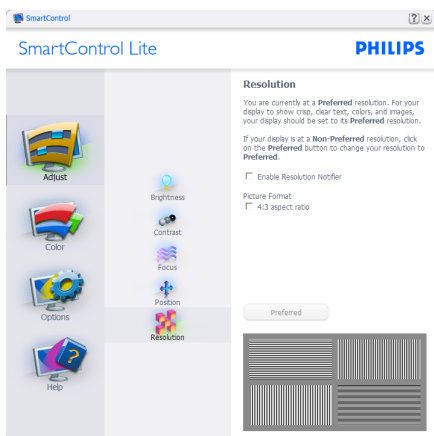 SmartControl
SmartControl Lite
PHILIPS
Adjust
Color
Options
Help
Brightness
Contrast
Focus
Position
Resolution
Resolution
You are currently at a Preferred resolution. For your
display to show crisp, clear text, colors, and images,
your display should be set to its Preferred resolution.
If your display is at a Non-Preferred resolution, click
on the Preferred button to change your resolution to
Preferred.
Enable Resolution Notifier
Picture Format
4:3 aspect ratio
Preferred